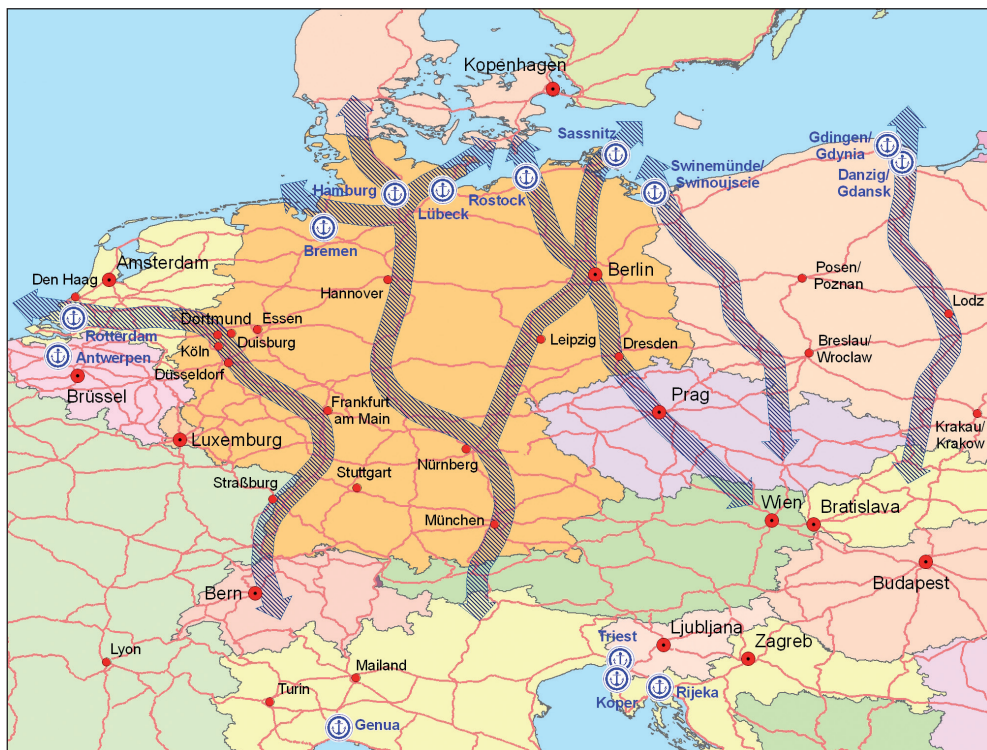 Kopenhagen
Sassnitz
Gdingen/
Gdynia
Danzig/
Gdansk
Swinemünde/
Swinoujscie
Hamburg
Lübeck
Rostock
Bremen
Amsterdam
Den Haag
Hannover
Berlin
Posen/
Poznan
Lodz
Dortmund
Essen
Duisburg
Rotterdam
Köln
Antwerpen
Düsseldorf
Leipzig
Dresden
Breslau/
Wroclaw
Brüssel
Frankfurt
am Main
Prag
Krakau/
Krakow
Luxemburg
Nürnberg
Stuttgart
Straßburg
München
Wien
Bratislava
Bern
Budapest
Triest
Ljubljana
Zagreb
Lyon
Mailand
Turin
Koper
Rijeka
Genua